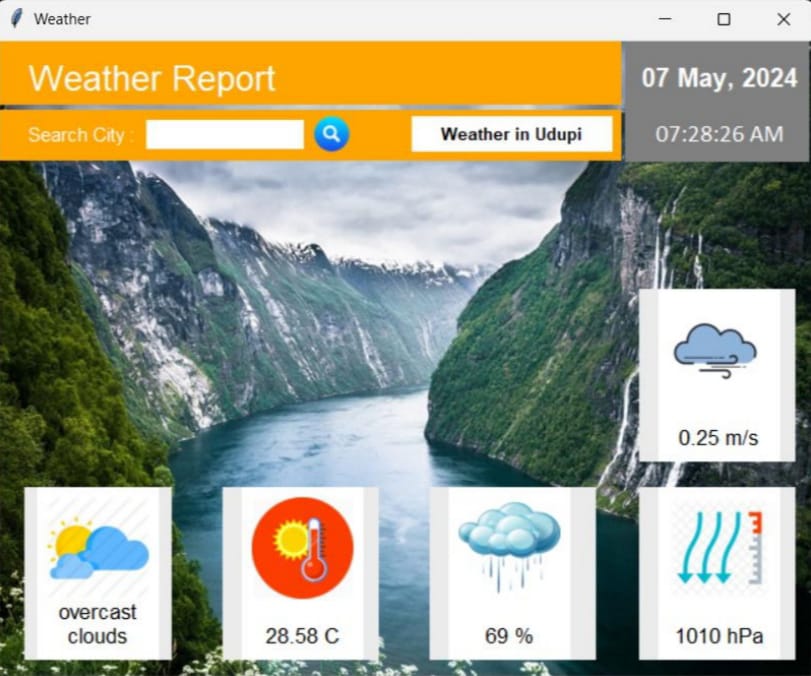 Weather
Weather Report
07 May, 2024
Search City :
Weather in Udupi
07:28:26 AM
0.25 m/s
overcast
clouds
28.58 C
69 %
1010 hPa